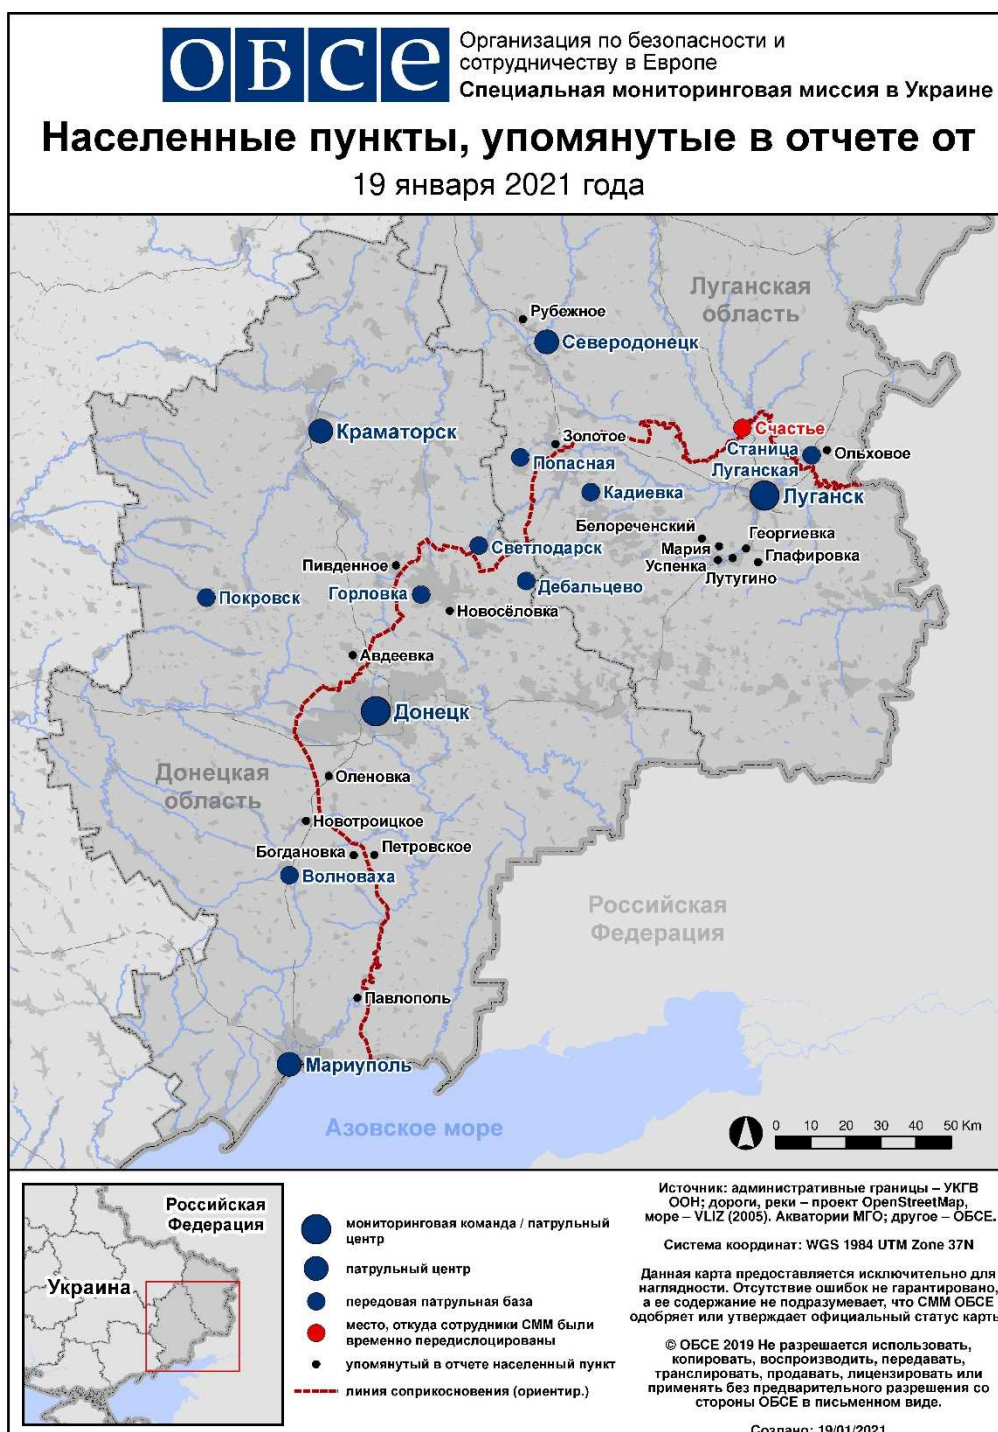 ОБСЕ
Организация по безопасности и
сотрудничеству в Европе
Специальная мониторинговая миссия в Украине
Населенные пункты, упомянутые в отчете от
19 января 2021 года
Луганская
область
Рубежное
Северодонецк
Краматорск
Золотое
Счастье
Станица
Луганская
Ольховое
Попасная
Кадиевка
Луганск
Белореченский
Георгиевка
Мария
Глафировка
Успенка
Лутугино
Светлодарск
Пивденное
Дебальцево
Покровск
Горловка
Новосёловка
Авдеевка
Донецк
Донецкая
область
Оленовка
Новотроицкое
Богдановка
Петровское
Волноваха
Российская
Федерация
Павлополь
Мариуполь
Азовское море
0 10 20 30 40 50 Km
Российская
Федерация
Украина
мониторинговая команда / патрульный
центр
патрульный центр
передовая патрульная база
место, откуда сотрудники СММ были
временно передислоцированы
упомянутый в отчете населенный пункт
линия соприкосновения (ориентир.)
Источник: административные границы – УКГВ
ООН; дороги, реки – проект OpenStreetMap,
море – VLIZ (2005). Акватории МГО; другое – ОБСЕ.
Система координат: WGS 1984 UTM Zone 37N
Данная карта предоставляется исключительно для
наглядности. Отсутствие ошибок не гарантировано,
а ее содержание не подразумевает, что СММ ОБСЕ
одобряет или утверждает официальный статус карты
© ОБСЕ 2019 Не разрешается использовать,
копировать, воспроизводить, передавать,
транслировать, продавать, лицензировать или
применять без предварительного разрешения со
стороны ОБСЕ в письменном виде.
Создано: 19/01/2021